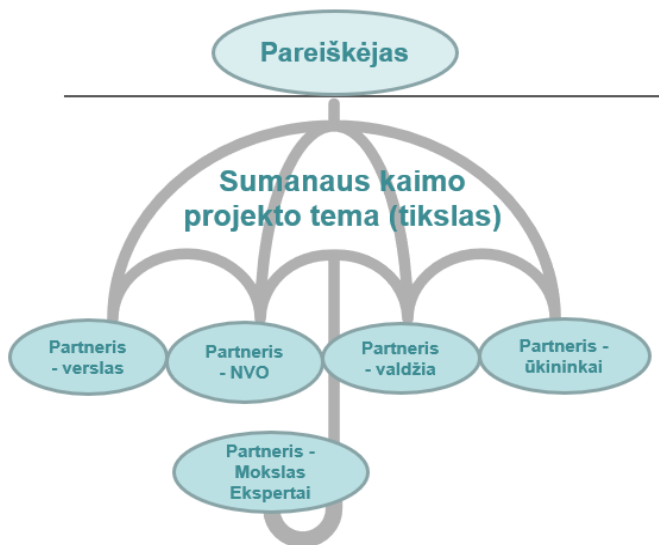 Pareiškėjas
Sumanaus kaimo
projekto tema (tikslas)
Partneris
- verslas
Partneris
- NVO
Partneris
- valdžia
Partneris -
ūkininkai
Partneris -
Mokslas
Ekspertai